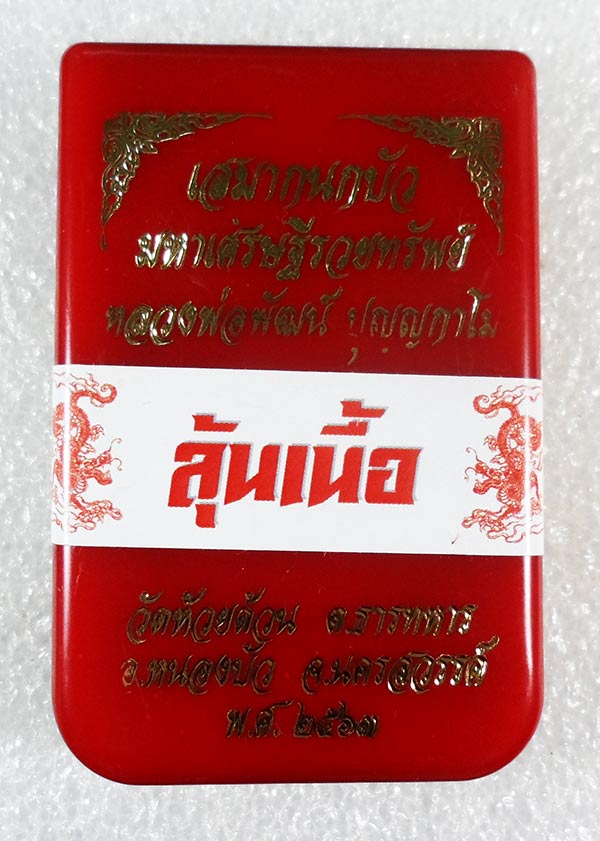 เสมากนกบัว
มหาเศรษฐีรวยทรัพย์
หลวงพ่อพัฒน์ ปุญญกาโม
ลุ้นเนื้อ
วัดห้วยด้วน ต.ธารทหาร
อ.หนองบัว จ.นครสวรรค์
พ.ศ. ๒๕๖๓